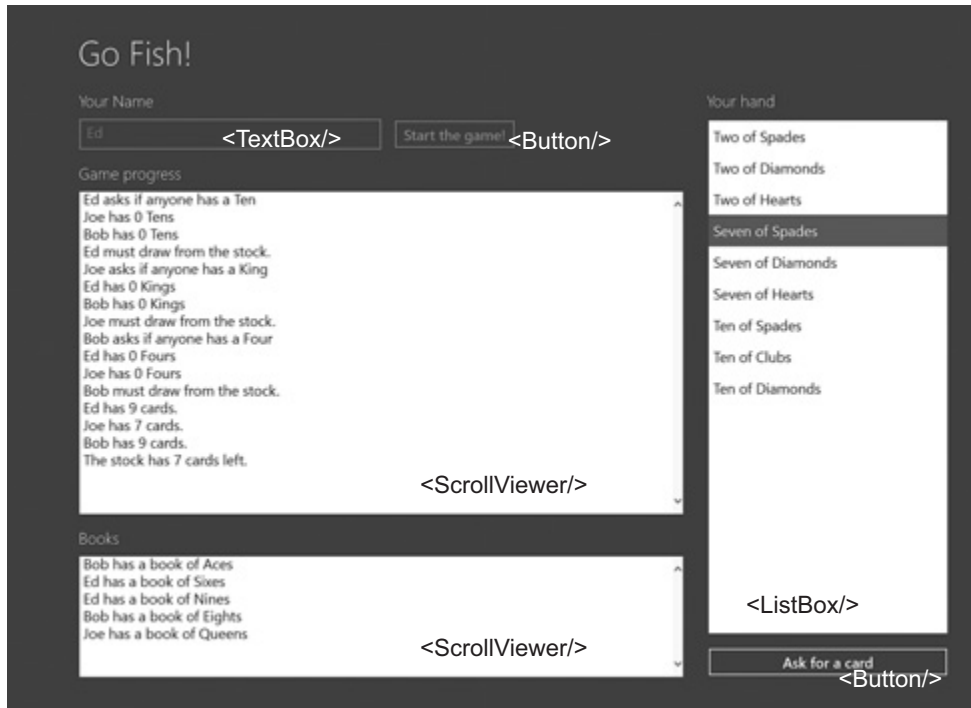 Go Fish!
Your Name
Ed
<TextBox/>
Start the game!
<Button/>
Game progress
Ed asks if anyone has a Ten
Joe has 0 Tens
Bob has 0 Tens
Ed must draw from the stock.
Joe asks if anyone has a King
Ed has 0 Kings
Bob has 0 Kings
Joe must draw from the stock.
Bob asks if anyone has a Four
Ed has 0 Fours
Joe has 0 Fours
Bob must draw from the stock.
Ed has 9 cards.
Joe has 7 cards.
Bob has 9 cards.
The stock has 7 cards left.
<ScrollViewer/>
Books
Bob has a book of Aces
Ed has a book of Sixes
Ed has a book of Nines
Bob has a book of Eights
Joe has a book of Queens
<ScrollViewer/>
Your hand
Two of Spades
Two of Diamonds
Two of Hearts
Seven of Spades
Seven of Diamonds
Seven of Hearts
Ten of Spades
Ten of Clubs
Ten of Diamonds
<ListBox/>
Ask for a card
<Button/>